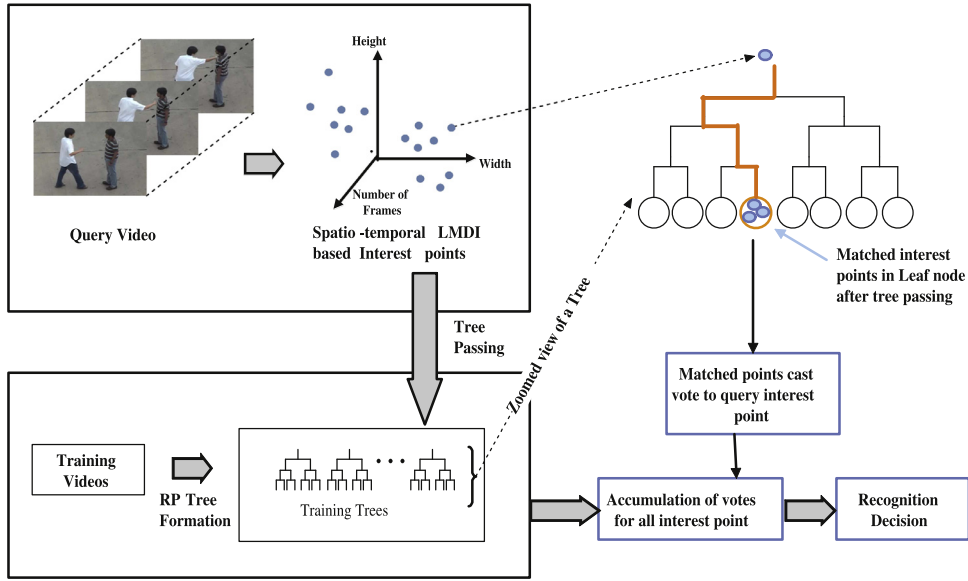 Height
Width
Number of
Frames
Query Video
Spatio -temporal LMDI
based Interest points
Matched interest
points in Leaf node
after tree passing
Zoomed view of a Tree
Tree
Passing
Matched points cast
vote to query interest
point
Training
Videos
RP Tree
Formation
Training Trees
Accumulation of votes
for all interest point
Recognition
Decision